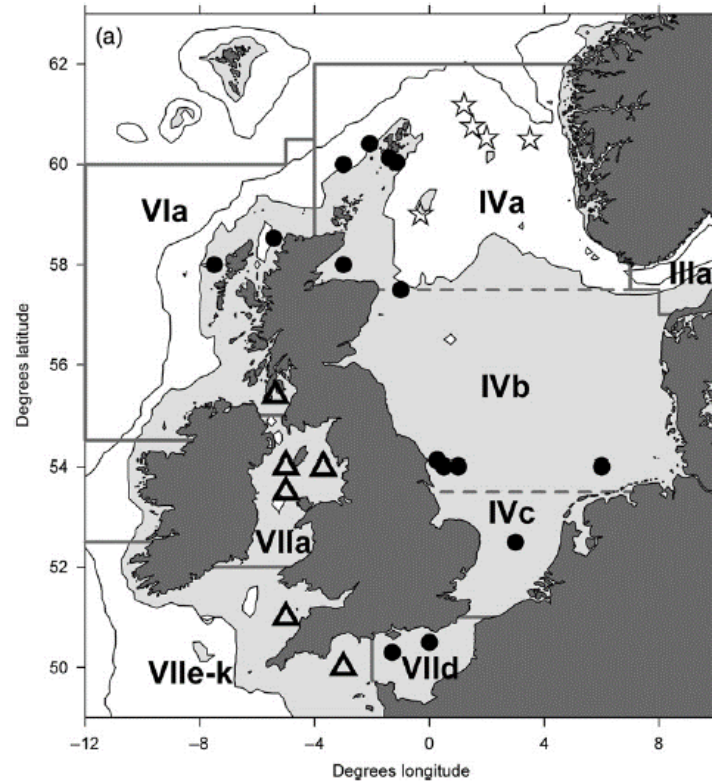 (a)
62
60
58
56
54
52
50
Degrees latitude
VIa
IVa
IIIa
IVb
IVc
VIIa
VIIe-k
VIId
−12
−8
−4
0
4
8
Degrees longitude